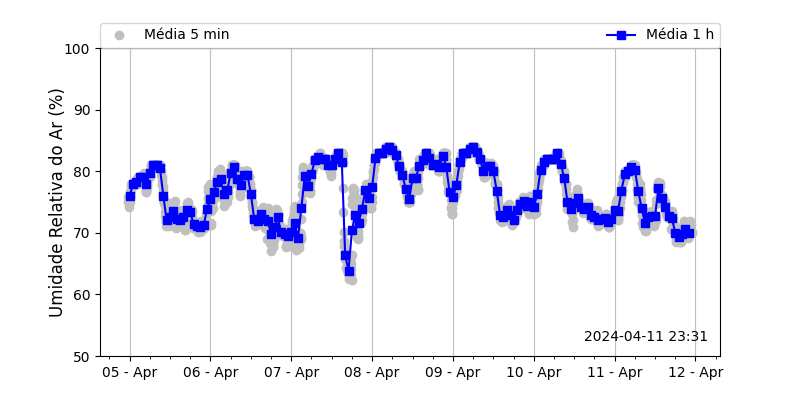 Média 5 min
Média 1 h
Umidade Relativa do Ar (%)
100
90
80
70
60
50
2024-04-11 23:31
05 - Apr
06 - Apr
07 - Apr
08 - Apr
09 - Apr
10 - Apr
11 - Apr
12 - Apr